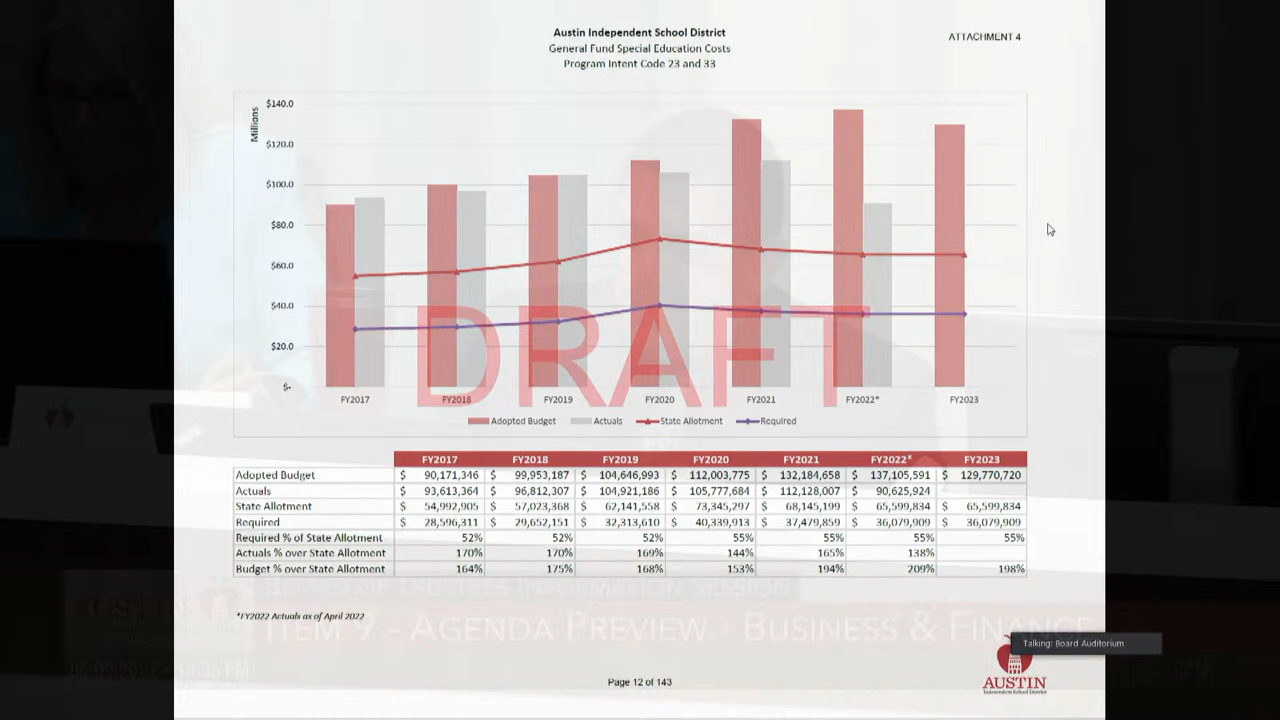 Austin Independent School District
ATTACHMENT 4
General Fund Special Education Costs
Program Intent Code 23 and 33
Millions
$140.0
$120.0
$100.0
$80.0
$60.0
$40.0
$20.0
$-
DRAFT
FY2017 FY2018 FY2019 FY2020 FY2021 FY2022* FY2023
Adopted Budget Actuals State Allotment Required
FY2017 FY2018 FY2019 FY2020 FY2021 FY2022* FY2023
Adopted Budget $ 90,171,346 $ 99,953,187 $ 104,646,993 $ 112,003,775 $ 132,184,658 $ 137,105,591 $ 129,770,720
Actuals $ 93,613,364 $ 96,812,307 $ 104,921,186 $ 105,777,684 $ 112,128,007 $ 90,625,924
State Allotment $ 54,992,905 $ 57,023,368 $ 62,141,558 $ 73,345,297 $ 68,145,199 $ 65,599,834 $ 65,599,834
Required $ 28,596,311 $ 29,652,151 $ 32,313,610 $ 40,339,913 $ 37,479,859 $ 36,079,909 $ 36,079,909
Required % of State Allotment 52% 52% 52% 55% 55% 55% 55%
Actuals % over State Allotment 170% 170% 169% 144% 165% 138%
Budget % over State Allotment 164% 175% 168% 153% 194% 209% 198%
*FY2022 Actuals as of April 2022
ITEM 9 AGENDA PREVIEW - BUSINESS & FINANCE
Talking: Board Auditorium
Page 12 of 143
AUSTIN
Independent School District